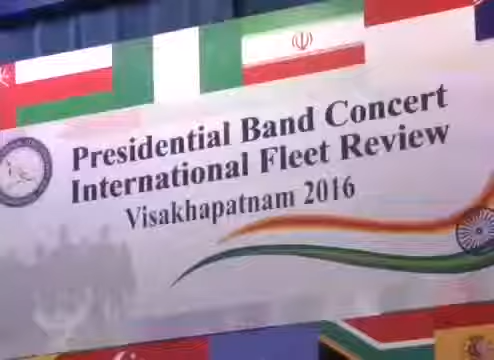 Presidential Band Concert
International Fleet Review
Visakhapatnam 2016